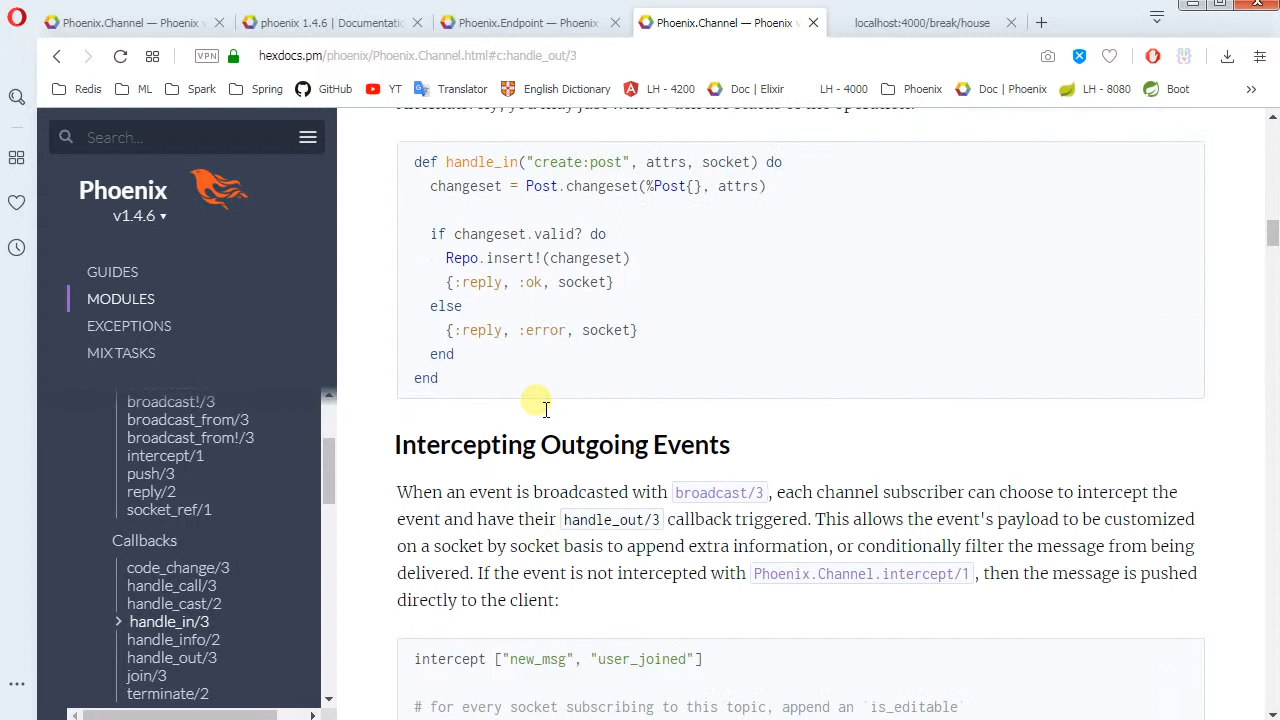 Phoenix.Channel — Phoenix v
phoenix 1.4.6 | Documentatic
Phoenix.Endpoint — Phoenix
Phoenix.Channel — Phoenix v
localhost:4000/break/house
VPN
hexdocs.pm/phoenix/Phoenix.Channel.html#c:handle_out/3
Redis
ML
Spark
Spring
GitHub
YT
Translator
English Dictionary
LH - 4200
Doc | Elixir
LH - 4000
Phoenix
Doc | Phoenix
LH - 8080
Boot
Search...
Phoenix
v1.4.6
GUIDES
MODULES
EXCEPTIONS
MIX TASKS
broadcast!/3
broadcast_from/3
broadcast_from!/3
intercept/1
push/3
reply/2
socket_ref/1
Callbacks
code_change/3
handle_call/3
handle_cast/2
handle_in/3
handle_info/2
handle_out/3
join/3
terminate/2
def handle_in("create:post", attrs, socket) do
changeset = Post.changeset(%Post{}, attrs)
if changeset.valid? do
Repo.insert!(changeset)
{:reply, :ok, socket}
else
{:reply, :error, socket}
end
end
Intercepting Outgoing Events
When an event is broadcasted with broadcast/3, each channel subscriber can choose to intercept the
event and have their handle_out/3 callback triggered. This allows the event's payload to be customized
on a socket by socket basis to append extra information, or conditionally filter the message from being
delivered. If the event is not intercepted with Phoenix.Channel.intercept/1, then the message is pushed
directly to the client:
intercept ["new_msg", "user_joined"]
# for every socket subscribing to this topic, append an `is_editable`